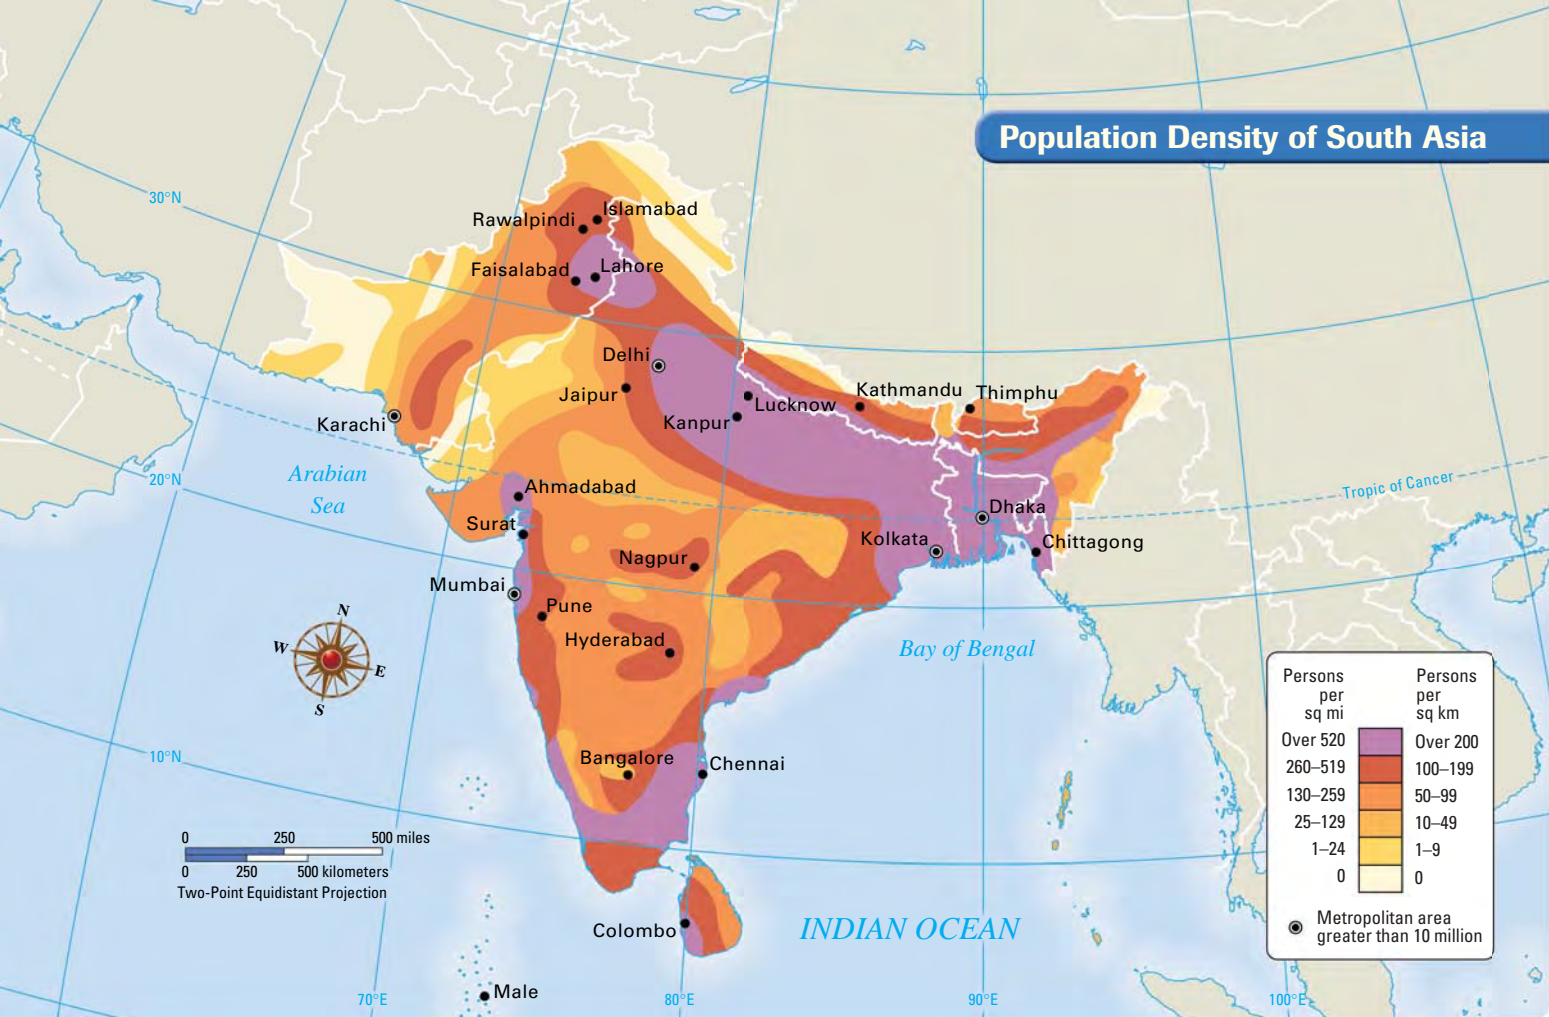 Population Density of South Asia
30°N
Islamabad
Rawalpindi
Faisalabad
Lahore
Delhi
Jaipur
Lucknow
Kanpur
Kathmandu
Thimphu
Karachi
Arabian
Sea
20°N
Ahmadabad
Surat
Tropic of Cancer
Dhaka
Kolkata
Chittagong
Nagpur
Mumbai
Pune
Hyderabad
Bay of Bengal
N
W
E
S
10°N
Bangalore
Chennai
Persons
per
sq mi
Persons
per
sq km
Over 520
Over 200
260–519
100–199
130–259
50–99
25–129
10–49
1–24
1–9
0
0
Metropolitan area
greater than 10 million
0 250 500 miles
0 250 500 kilometers
Two-Point Equidistant Projection
Colombo
INDIAN OCEAN
Male
70°E
80°E
90°E
100°E